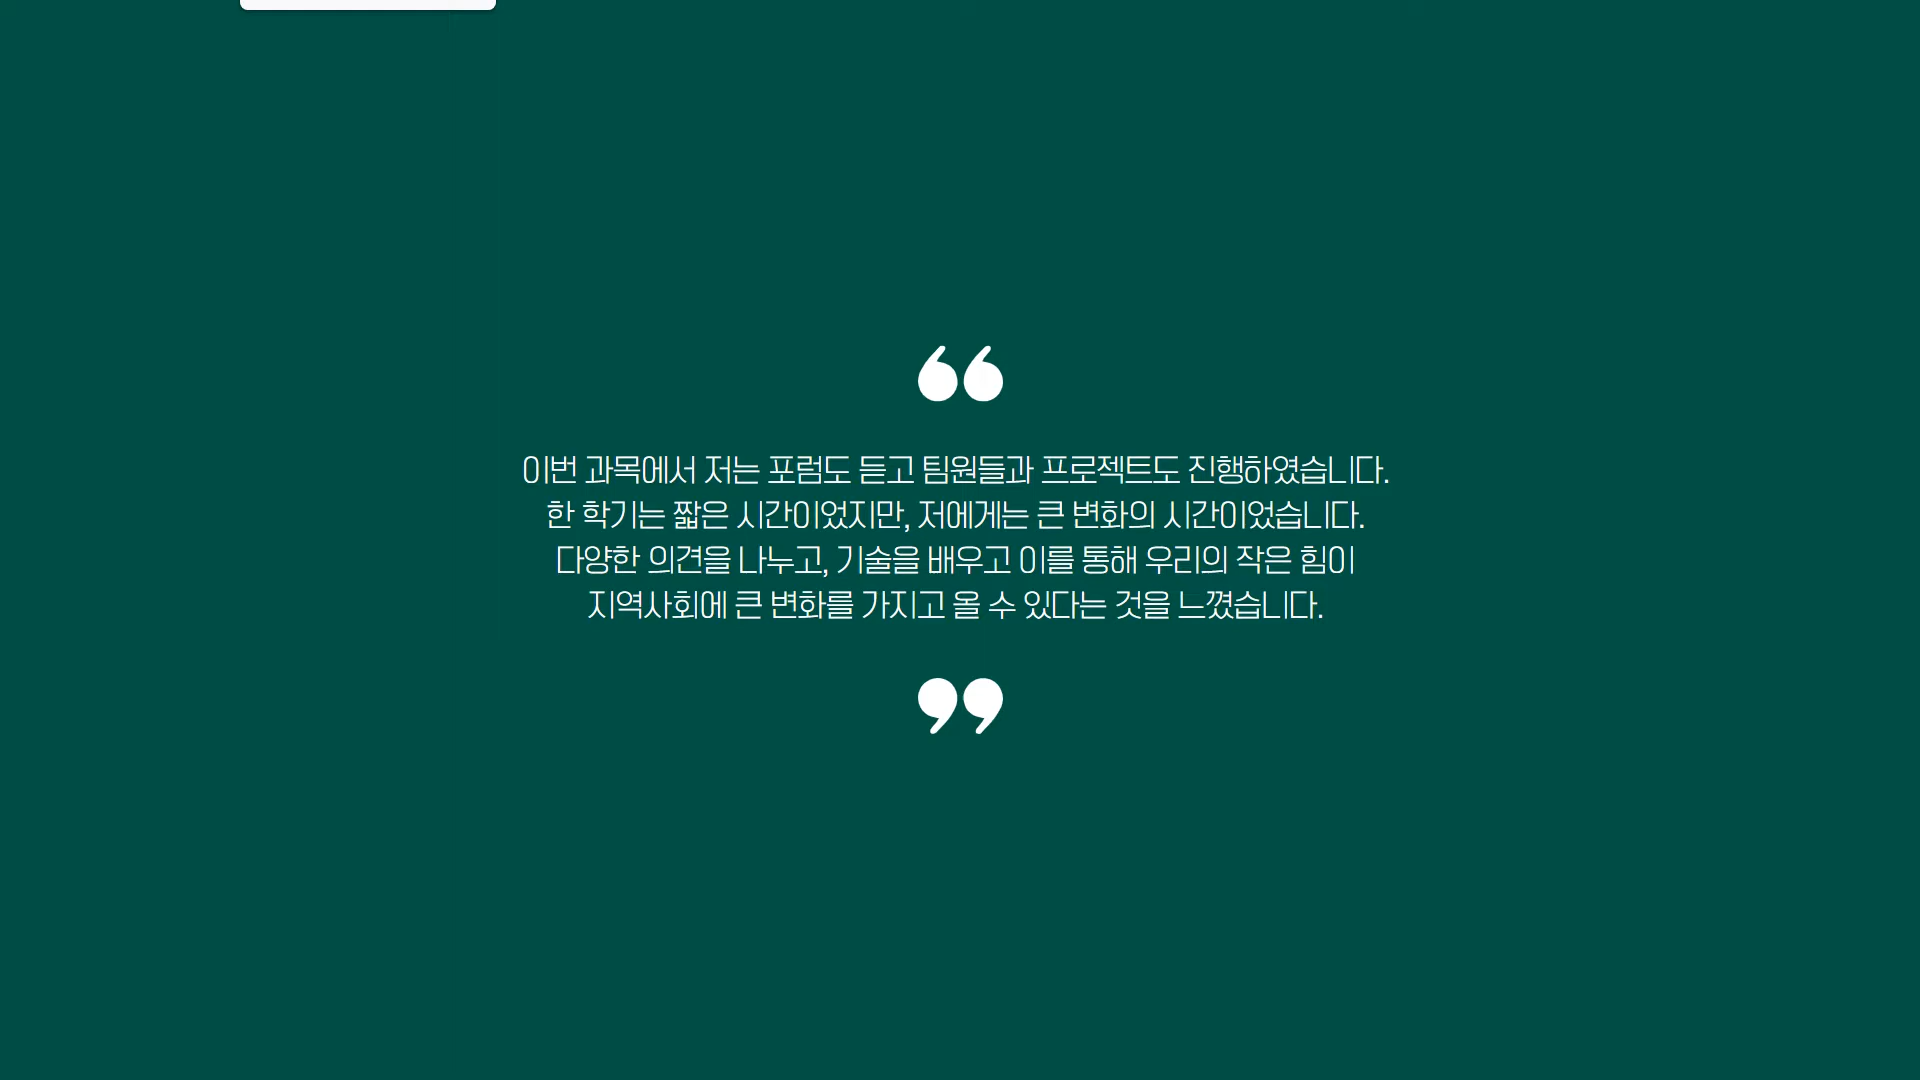 “
이번 과목에서 저는 포럼도 듣고 팀원들과 프로젝트도 진행하였습니다.
한 학기는 짧은 시간이었지만, 저에게는 큰 변화의 시간이었습니다.
다양한 의견을 나누고, 기술을 배우고 이를 통해 우리의 작은 힘이
지역사회에 큰 변화를 가지고 올 수 있다는 것을 느꼈습니다.
”